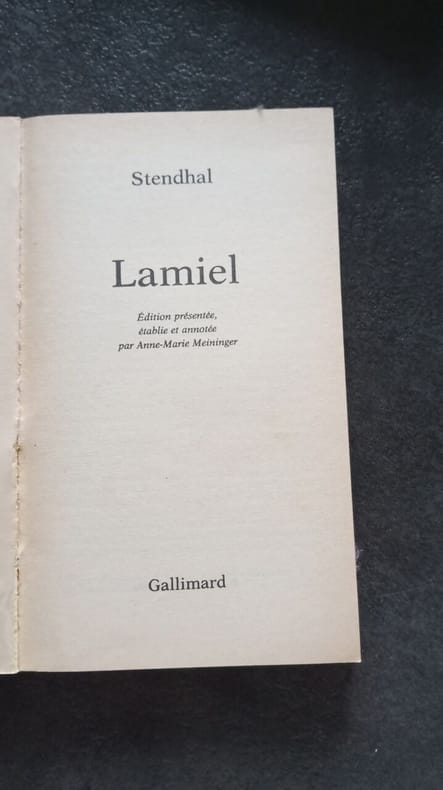 Stendhal
Lamiel
Édition présentée,
établie et annotée
par Anne-Marie Meininger
Gallimard